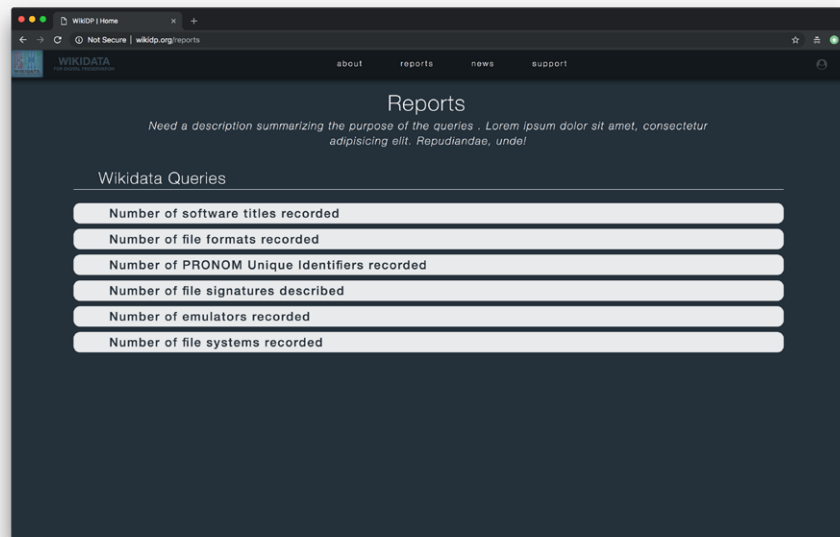 WikiDP | Home
Not Secure | wikidp.org/reports
WIKIDATA
FOR DIGITAL PRESERVATION
about reports news support
Reports
Need a description summarizing the purpose of the queries . Lorem ipsum dolor sit amet, consectetur
adipisicing elit. Repudiandae, unde!
Wikidata Queries
Number of software titles recorded
Number of file formats recorded
Number of PRONOM Unique Identifiers recorded
Number of file signatures described
Number of emulators recorded
Number of file systems recorded